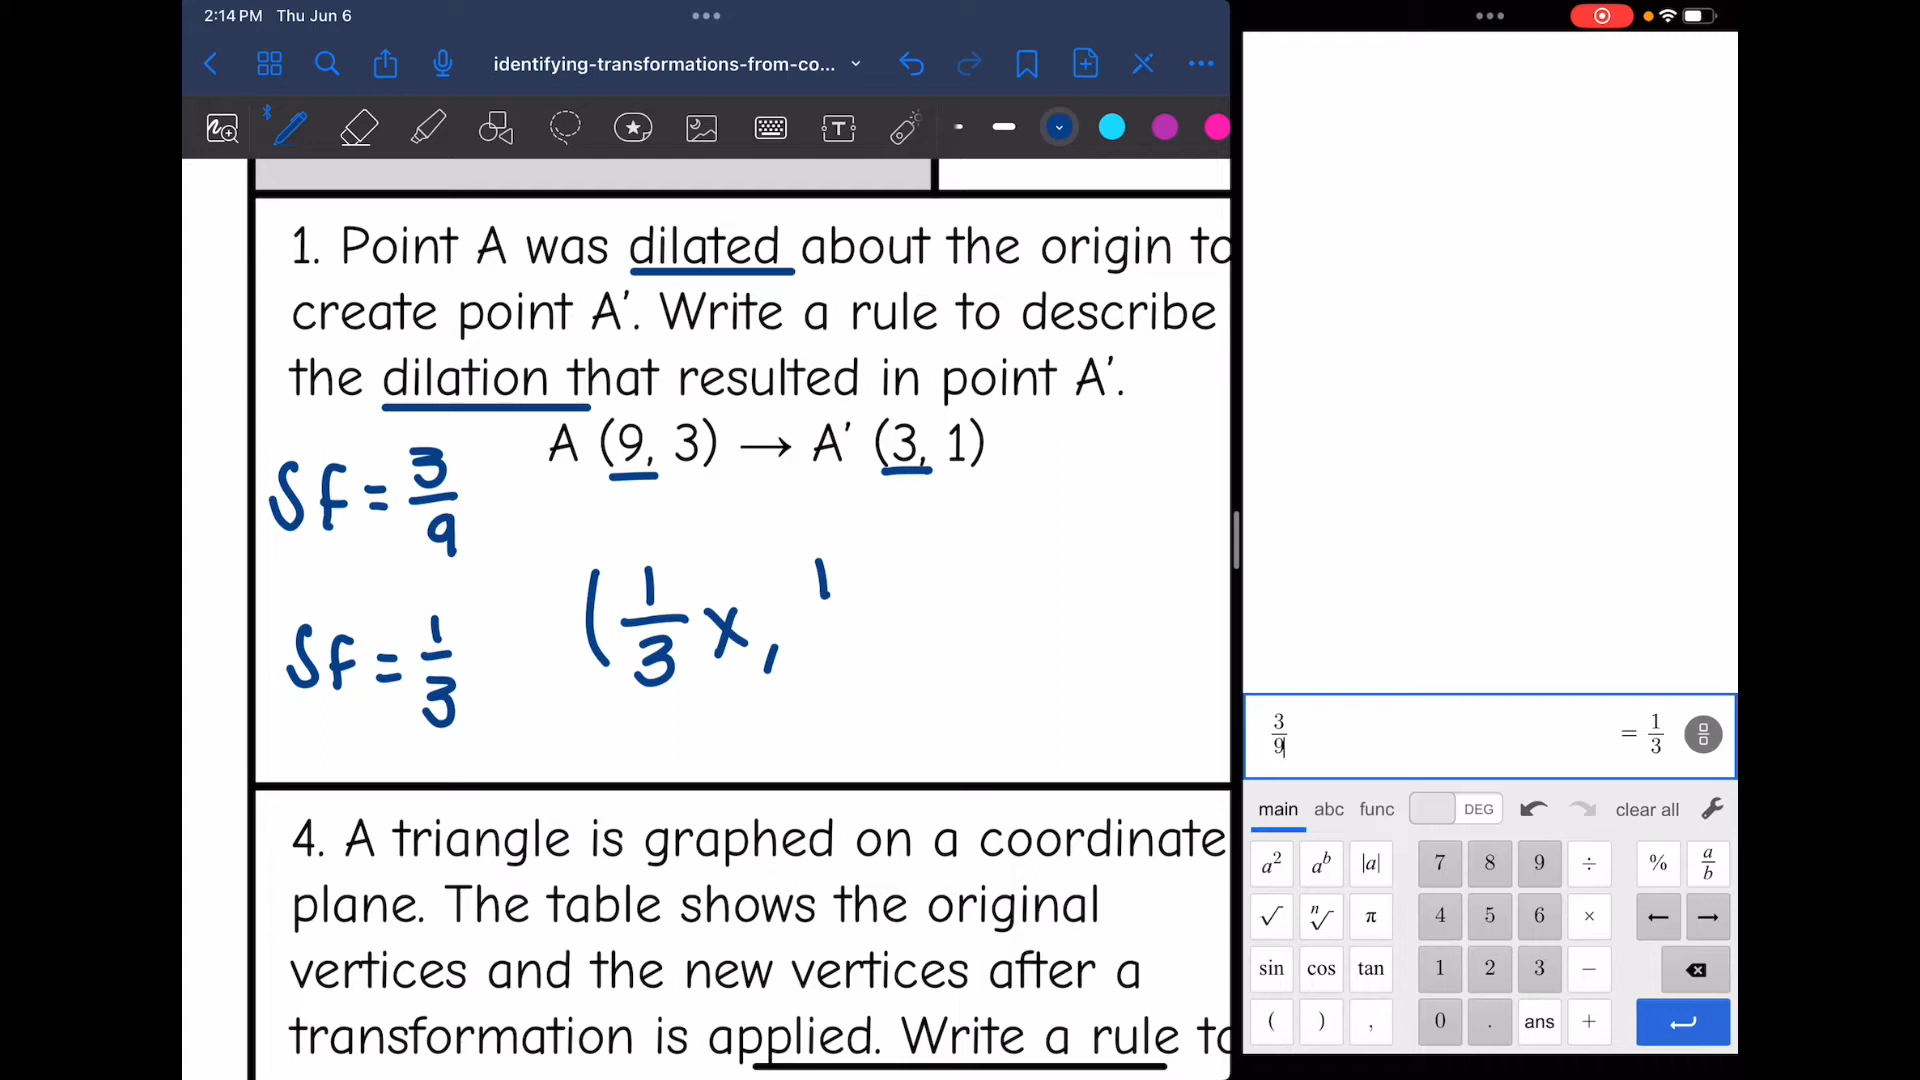 2:14 PM Thu Jun 6
identifying-transformations-from-co...
1. Point A was dilated about the origin to
create point A′. Write a rule to describe
the dilation that resulted in point A′.
A (9, 3) → A′ (3, 1)
Sf = 3/9
Sf = 1/3
(1/3 x, 1
4. A triangle is graphed on a coordinate
plane. The table shows the original
vertices and the new vertices after a
transformation is applied. Write a rule to
3/9 = 1/3
main abc func DEG clear all
a² aᵇ |a| 7 8 9 ÷ % a/b
√ ⁿ√ π 4 5 6 × ← →
sin cos tan 1 2 3 −
( ) , 0 . ans +